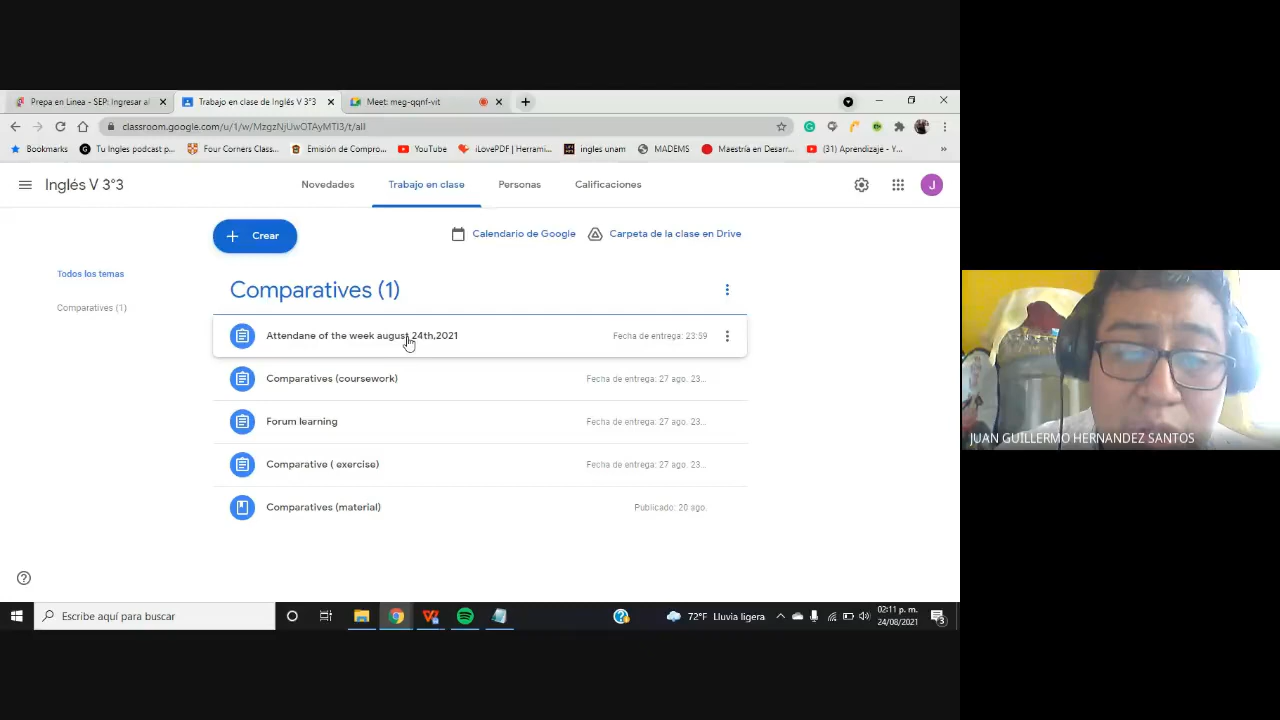 Prepa en Linea - SEP: Ingresar al
Trabajo en clase de Inglés V 3°3
Meet: meg-qqnf-vit
classroom.google.com/u/1/w/MzgzNjUwOTAyMTI3/t/all
Bookmarks
Tu Ingles podcast p...
Four Corners Class...
Emisión de Compro...
YouTube
iLovePDF | Herrami...
ingles unam
MADEMS
Maestría en Desarr...
(31) Aprendizaje - Y...
Inglés V 3°3
Novedades
Trabajo en clase
Personas
Calificaciones
J
Crear
Calendario de Google
Carpeta de la clase en Drive
Todos los temas
Comparatives (1)
Comparatives (1)
Attendane of the week august 24th,2021
Fecha de entrega: 23:59
Comparatives (coursework)
Fecha de entrega: 27 ago. 23...
Forum learning
Fecha de entrega: 27 ago. 23...
Comparative ( exercise)
Fecha de entrega: 27 ago. 23...
Comparatives (material)
Publicado: 20 ago.
JUAN GUILLERMO HERNANDEZ SANTOS
Escribe aquí para buscar
72°F Lluvia ligera
02:11 p. m.
24/08/2021
3